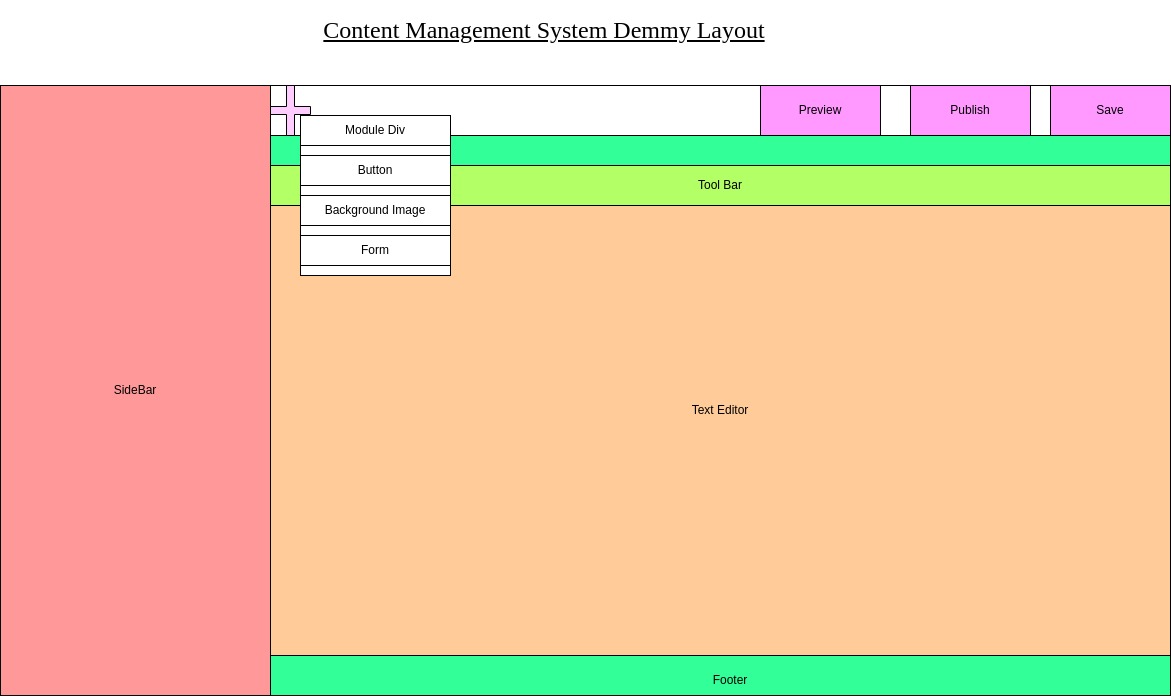 Content Management System Demmy Layout
Preview
Publish
Save
Module Div
Button
Background Image
Form
Tool Bar
SideBar
Text Editor
Footer